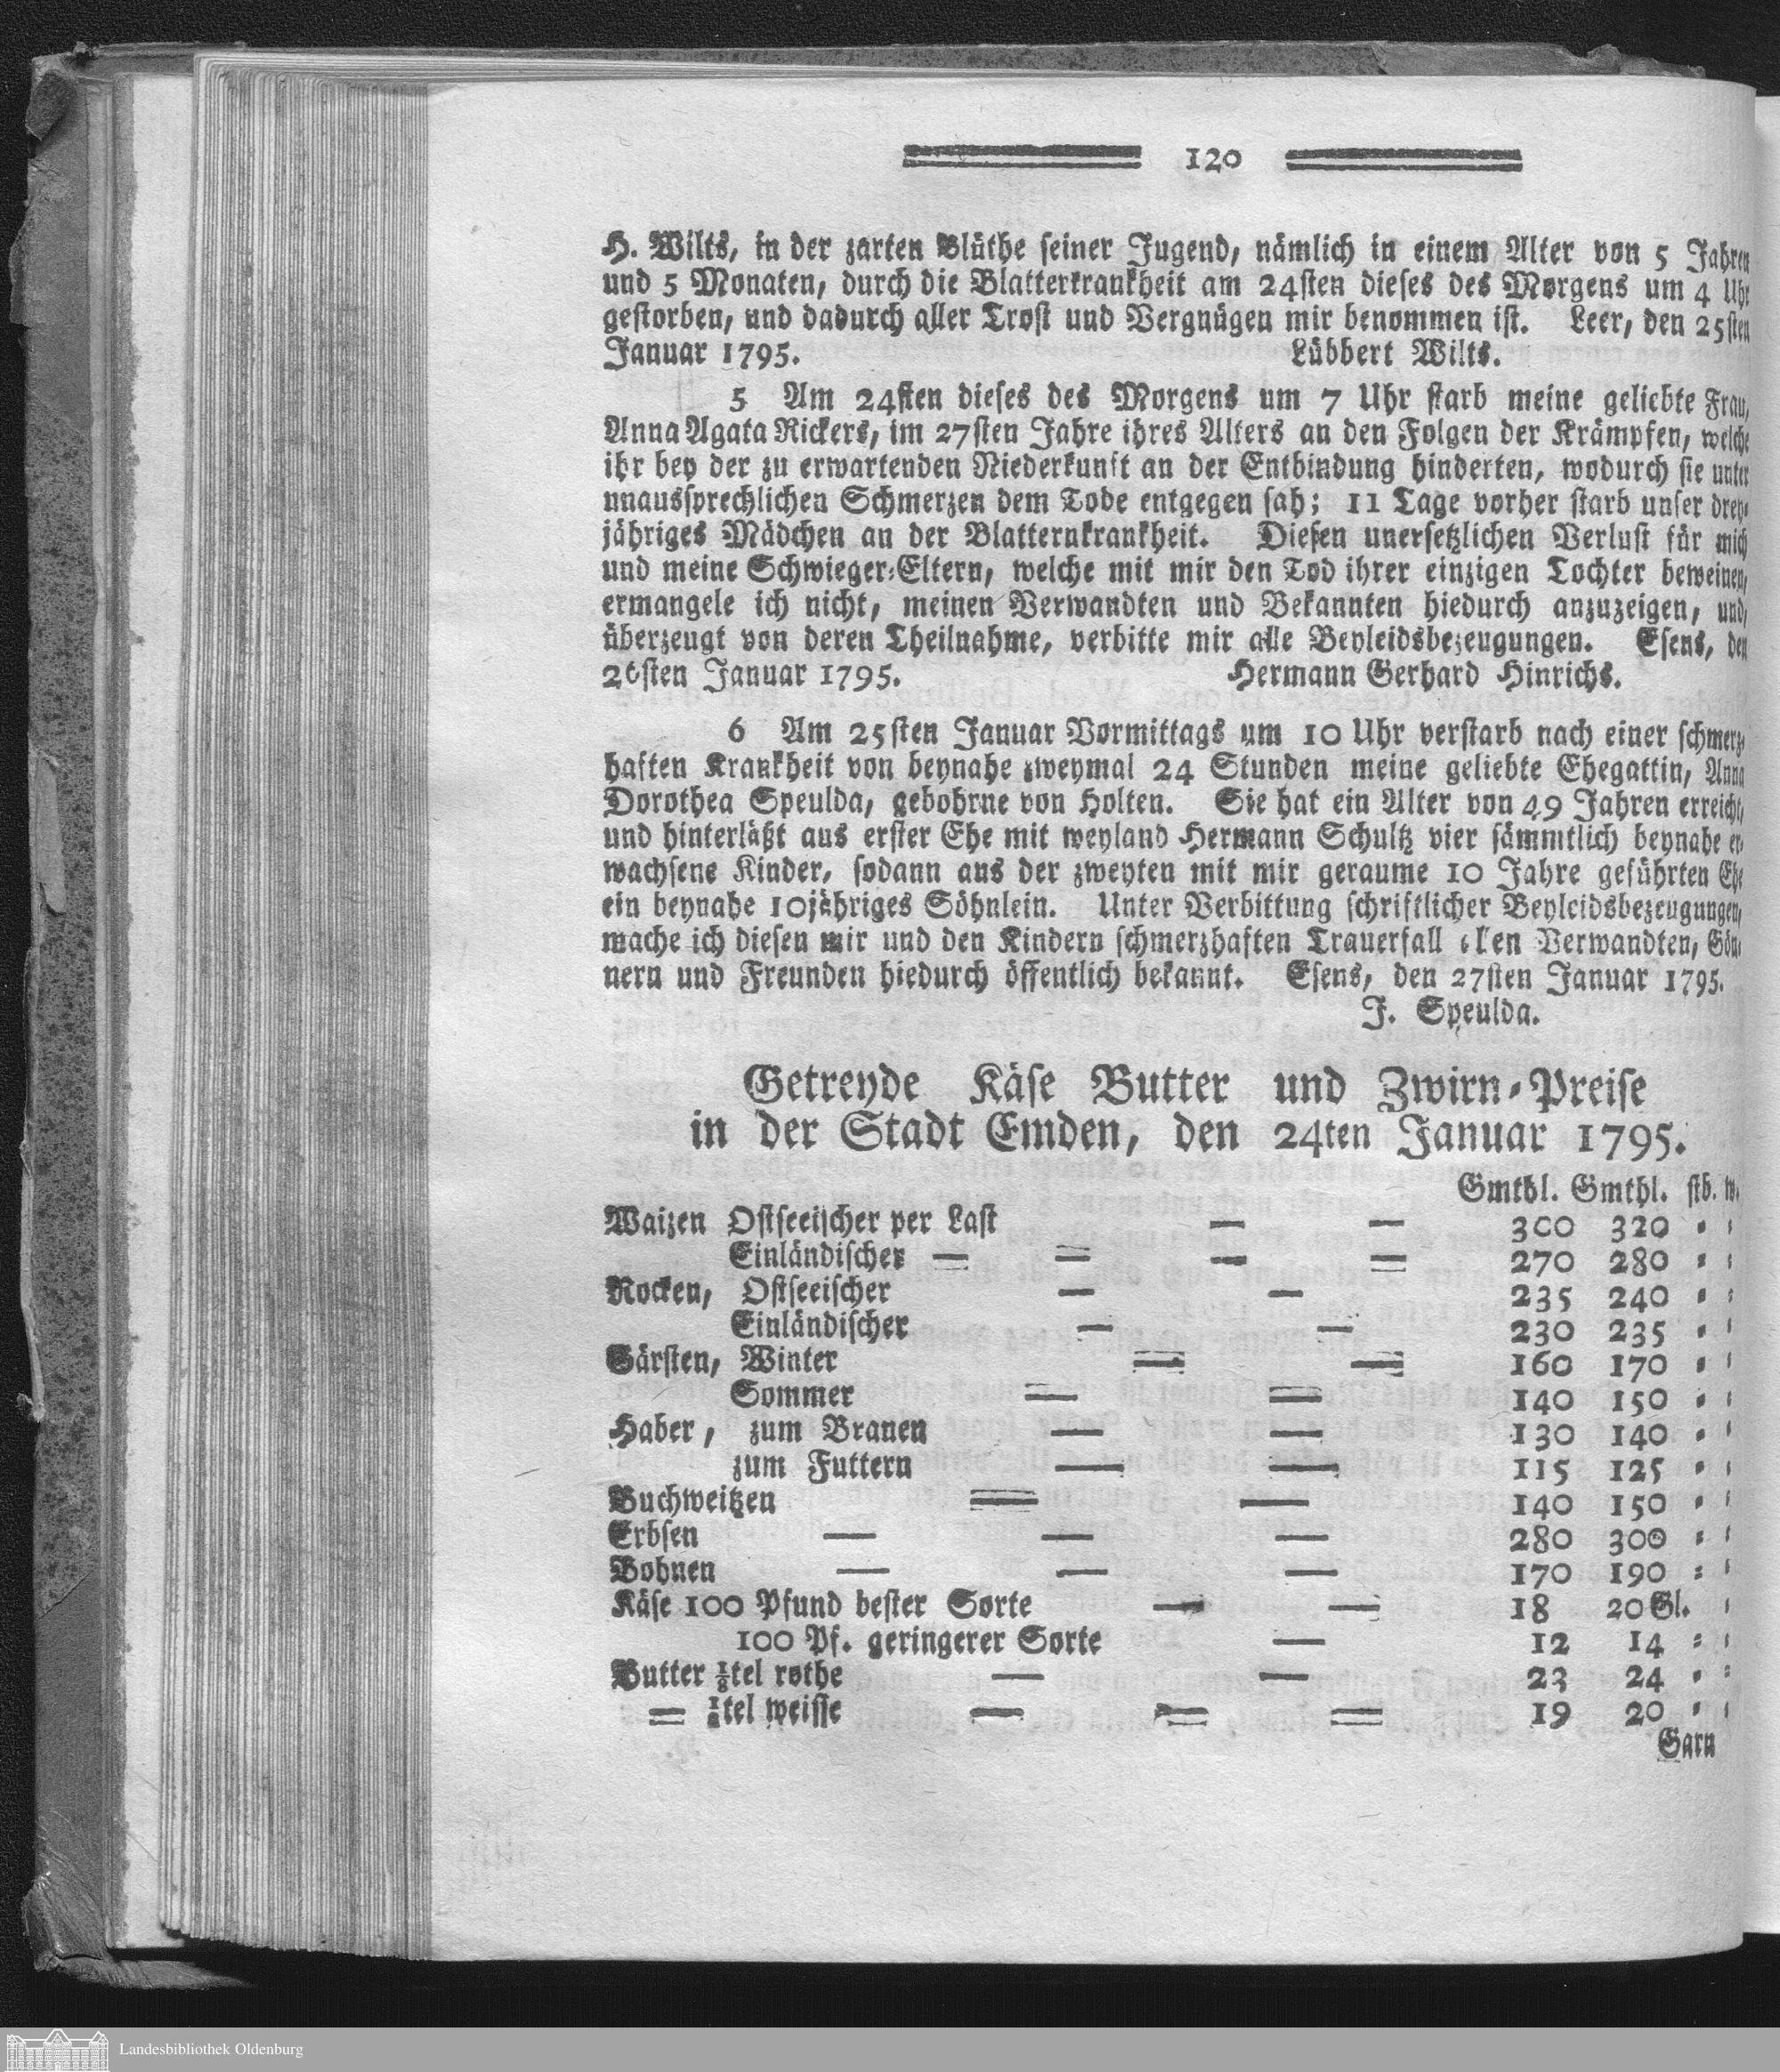 120
H. Wilts, in der zarten Blüthe seiner Jugend, nämlich in einem Alter von 5 Jahren
und 5 Monaten, durch die Blatterkrankheit am 24sten dieses des Morgens um 4 Uhr
gestorben, und dadurch aller Trost und Vergnügen mir benommen ist. Leer, den 25sten
Januar 1795. Lübbert Wilts.
5 Am 24sten dieses des Morgens um 7 Uhr starb meine geliebte Frau,
Anna Agata Rickers, im 27sten Jahre ihres Alters an den Folgen der Krämpfen, welche
ihr bey der zu erwartenden Niederkunft an der Entbindung hinderten, wodurch sie unter
unaussprechlichen Schmerzen dem Tode entgegen sah; 11 Tage vorher starb unser drey-
jähriges Mädchen an der Blatternkrankheit. Diesen unersetzlichen Verlust für mich
und meine Schwieger-Eltern, welche mit mir den Tod ihrer einzigen Tochter beweinen,
ermangele ich nicht, meinen Verwandten und Bekannten hiedurch anzuzeigen, und,
überzeugt von deren Theilnahme, verbitte mir alle Beyleidsbezeugungen. Esens, den
26sten Januar 1795. Hermann Gerhard Hinrichs.
6 Am 25sten Januar Vormittags um 10 Uhr verstarb nach einer schmerz-
haften Krankheit von beynahe zweymal 24 Stunden meine geliebte Ehegattin, Anna
Dorothea Speulda, gebohrne von Holten. Sie hat ein Alter von 49 Jahren erreicht,
und hinterläßt aus erster Ehe mit weyland Hermann Schultz vier sämmtlich beynahe er-
wachsene Kinder, sodann aus der zweyten mit mir geraume 10 Jahre geführten Ehe
ein beynahe 10jähriges Söhnlein. Unter Verbittung schriftlicher Beyleidsbezeugungen,
mache ich diesen mir und den Kindern schmerzhaften Trauerfall allen Verwandten, Gön-
nern und Freunden hiedurch öffentlich bekannt. Esens, den 27sten Januar 1795.
J. Speulda.
Getreyde Käse Butter und Zwirn-Preise
in der Stadt Emden, den 24ten Januar 1795.
Gmthl. Gmthl. stb. w.
Waizen Ostseeischer per Last — — 300 320 - -
Einländischer — — — — 270 280 - -
Rocken, Ostseeischer — — 235 240 - -
Einländischer — — 230 235 - -
Gärsten, Winter — — 160 170 - -
Sommer — — 140 150 - -
Haber, zum Brauen — — 130 140 - -
zum Futtern — — 115 125 - -
Buchweitzen — — 140 150 - -
Erbsen — — — 280 300 - -
Bohnen — — — 170 190 - -
Käse 100 Pfund bester Sorte — — 18 20 Gl. -
100 Pf. geringerer Sorte — 12 14 - -
Butter 1/8tel rothe — — 23 24 - -
— 1/8tel weisse — — — 19 20 - -
Garn
Landesbibliothek Oldenburg